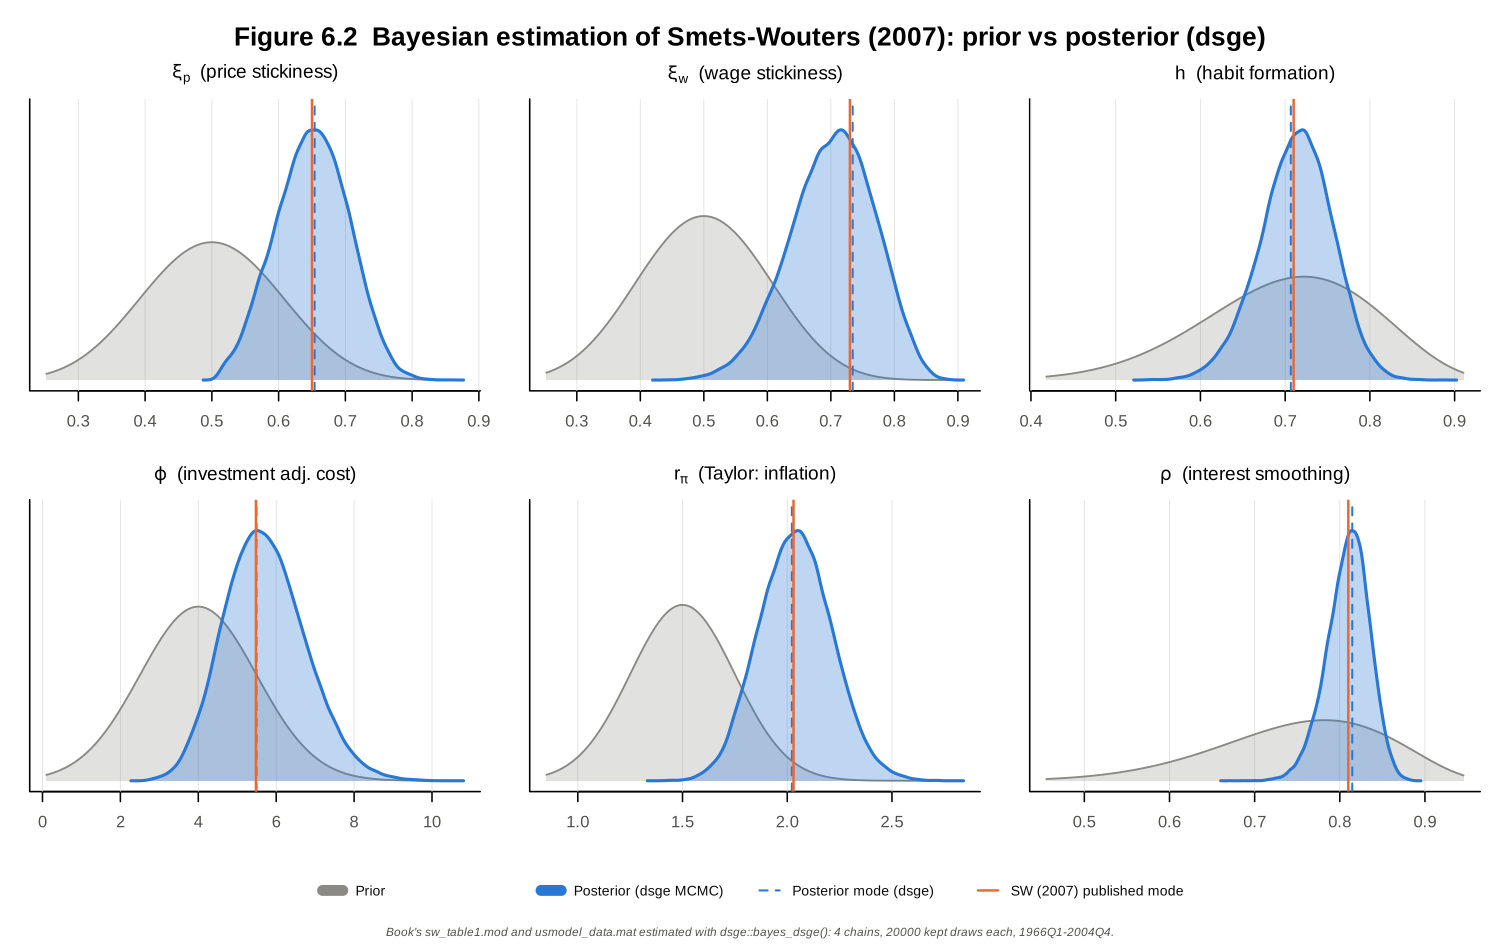 Figure 6.2  Bayesian estimation of Smets-Wouters (2007): prior vs posterior (dsge)
ξp (price stickiness)
ξw (wage stickiness)
h (habit formation)
0.3 0.4 0.5 0.6 0.7 0.8 0.9
0.3 0.4 0.5 0.6 0.7 0.8 0.9
0.4 0.5 0.6 0.7 0.8 0.9
ϕ (investment adj. cost)
rπ (Taylor: inflation)
ρ (interest smoothing)
0 2 4 6 8 10
1.0 1.5 2.0 2.5
0.5 0.6 0.7 0.8 0.9
Prior
Posterior (dsge MCMC)
Posterior mode (dsge)
SW (2007) published mode
Book's sw_table1.mod and usmodel_data.mat estimated with dsge::bayes_dsge(): 4 chains, 20000 kept draws each, 1966Q1-2004Q4.